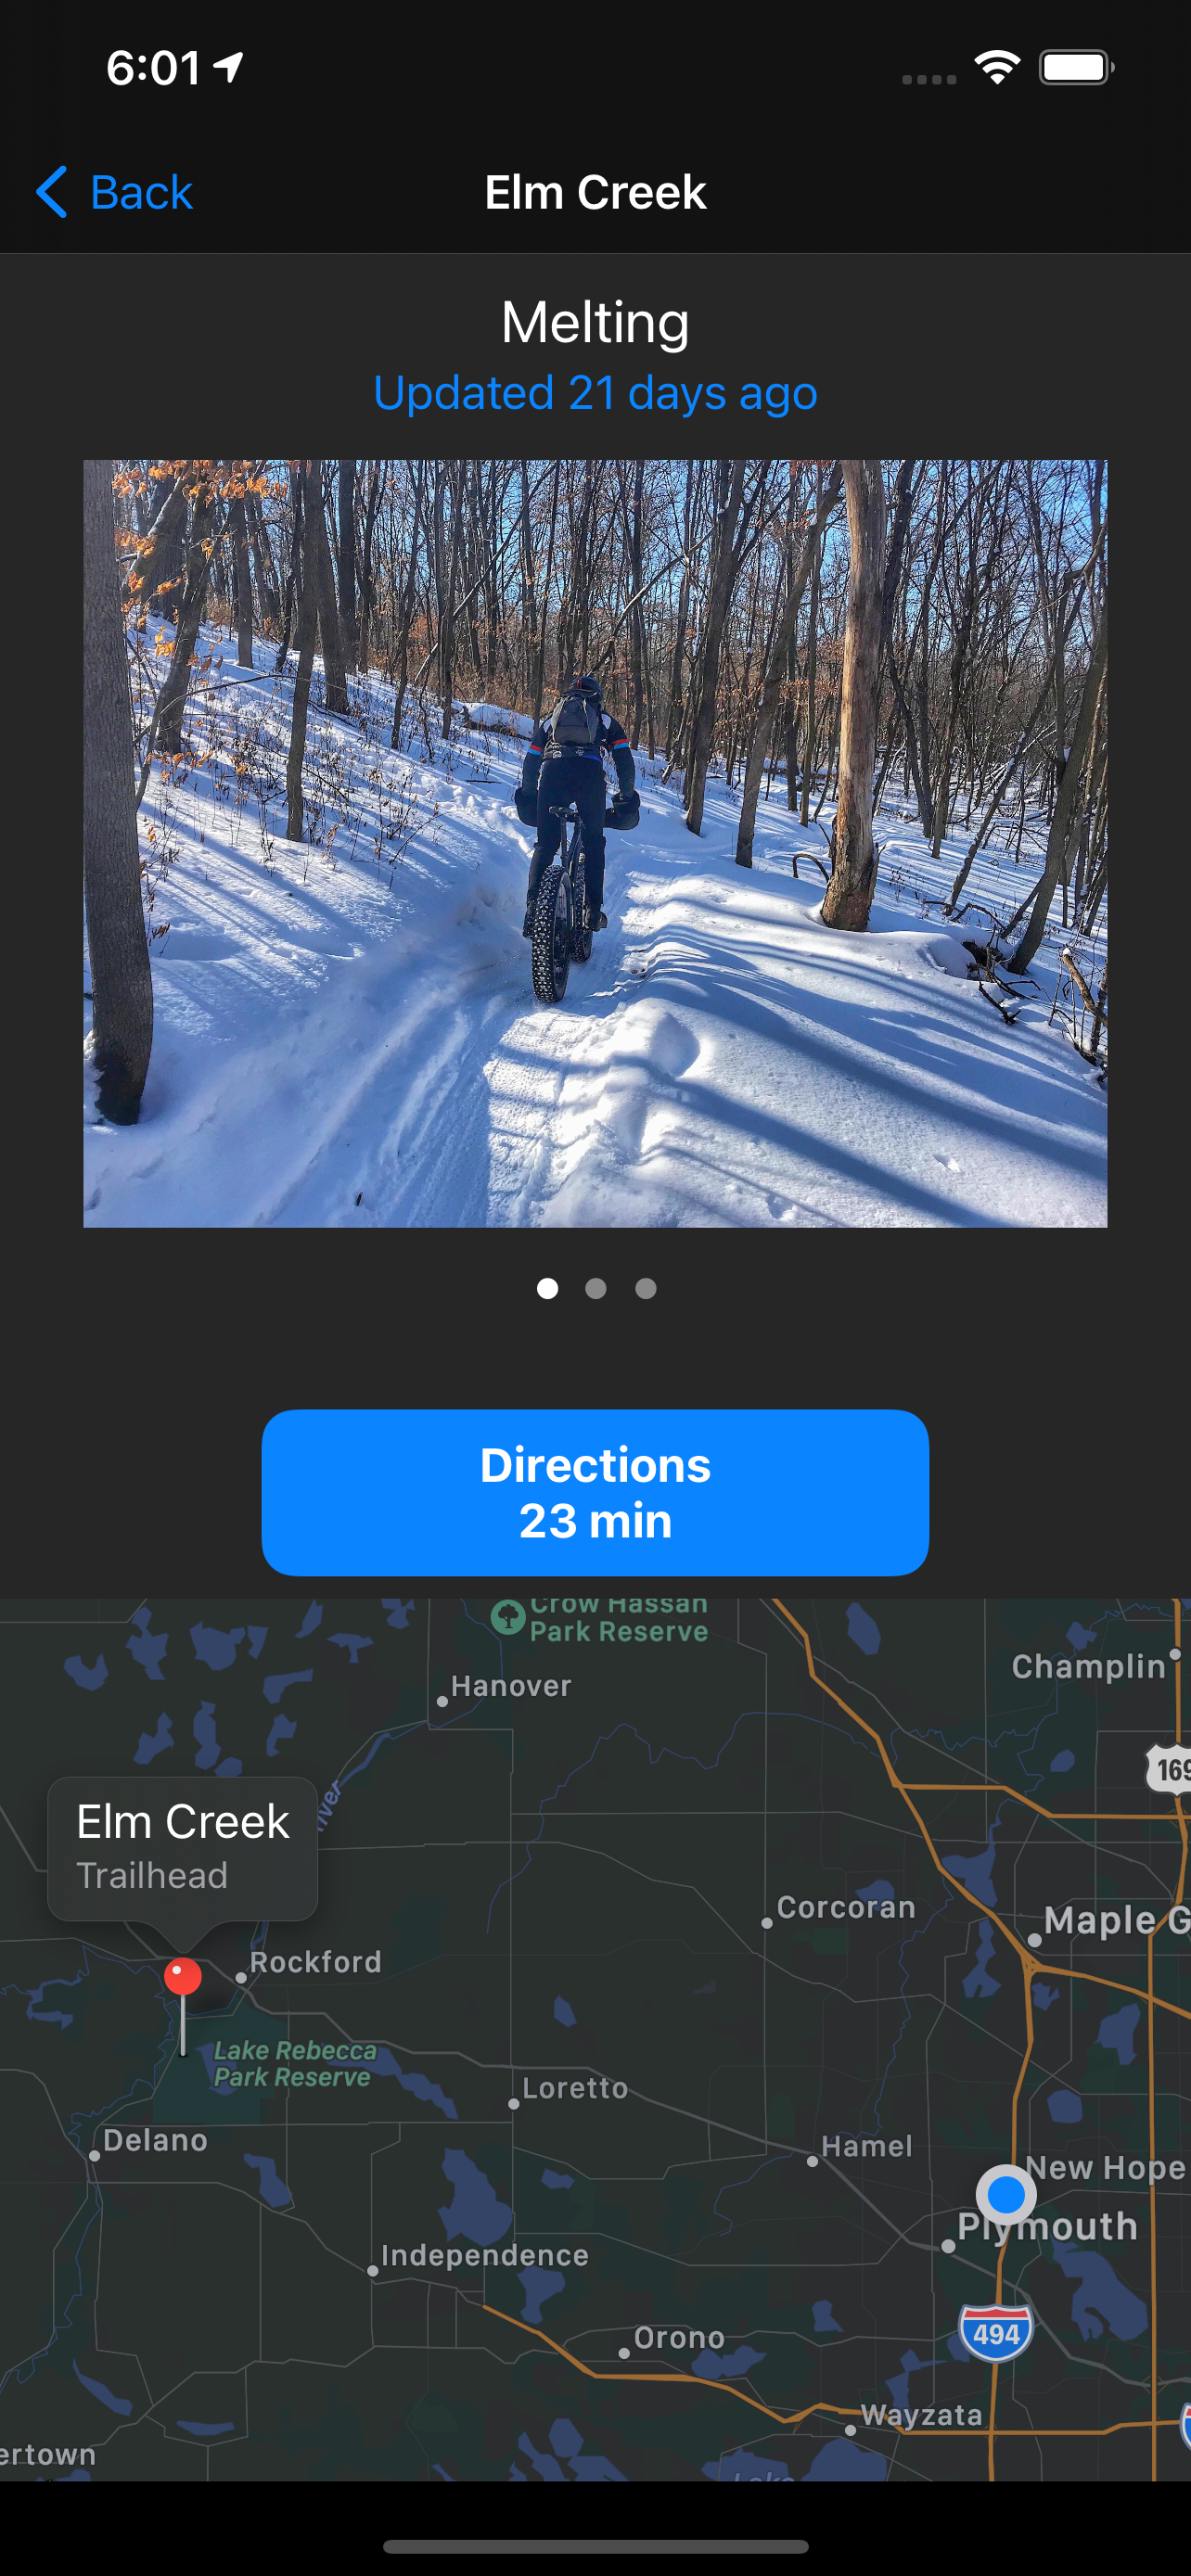 6:01
Back
Elm Creek
Melting
Updated 21 days ago
Directions
23 min
Crow Hassan
Park Reserve
Champlin
Hanover
169
Elm Creek
Trailhead
Corcoran
Maple G
Rockford
Lake Rebecca
Park Reserve
Loretto
Delano
Hamel
New Hope
Plymouth
Independence
494
Orono
Wayzata
ertown
Lake